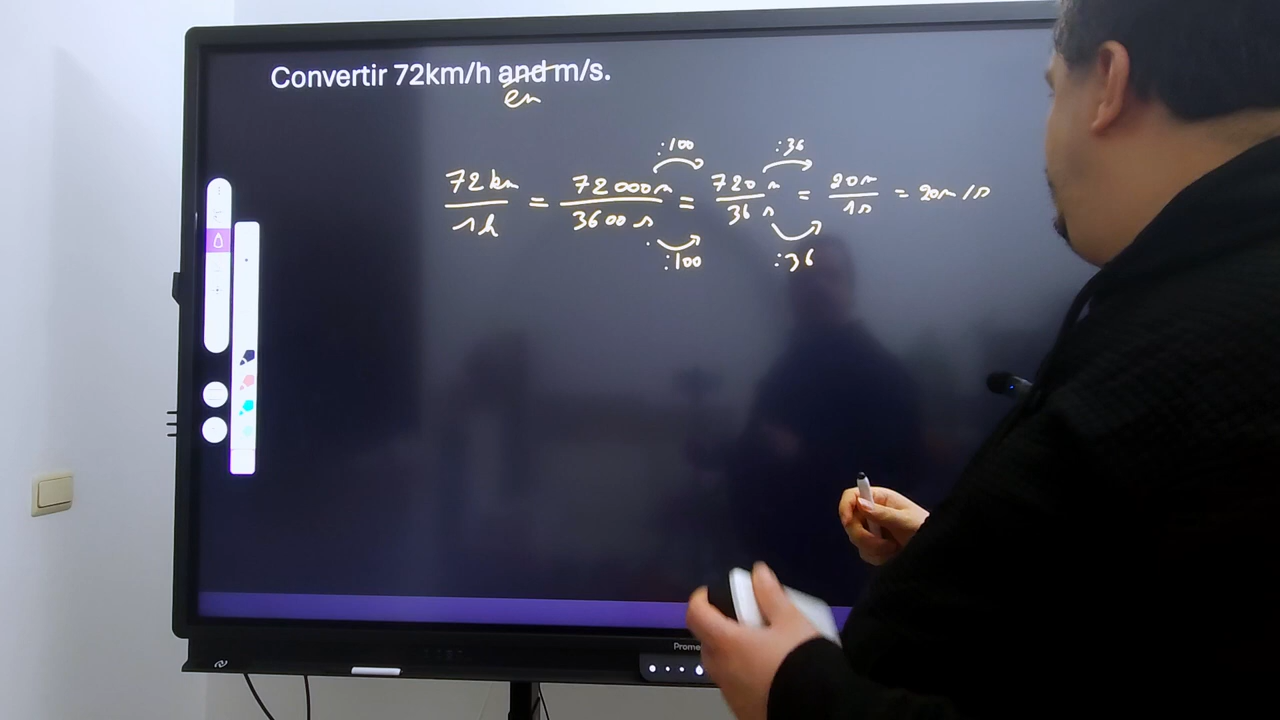 Convertir 72km/h and m/s.
en
:100 :36
72 km / 1 h = 72 000 m / 3600 s = 720 m / 36 s = 20 m / 1 s = 20 m/s
:100 :36
Prome